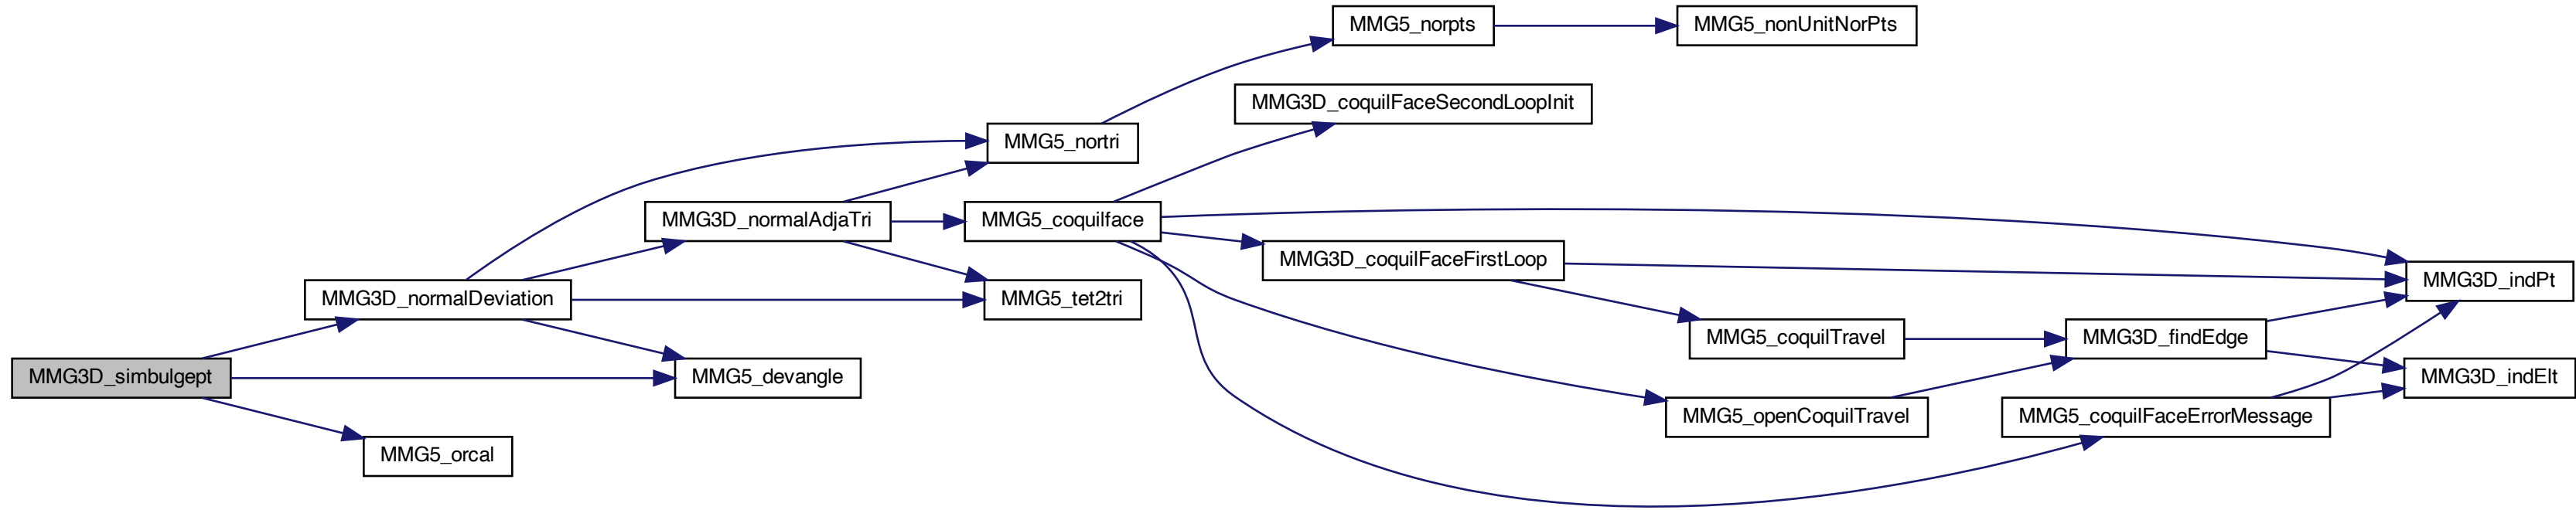 MMG5_norpts
MMG5_nonUnitNorPts
MMG3D_coquilFaceSecondLoopInit
MMG5_nortri
MMG3D_normalAdjaTri
MMG5_coquilface
MMG3D_coquilFaceFirstLoop
MMG3D_indPt
MMG3D_normalDeviation
MMG5_tet2tri
MMG5_coquilTravel
MMG3D_findEdge
MMG3D_simbulgept
MMG5_devangle
MMG3D_indElt
MMG5_openCoquilTravel
MMG5_coquilFaceErrorMessage
MMG5_orcal